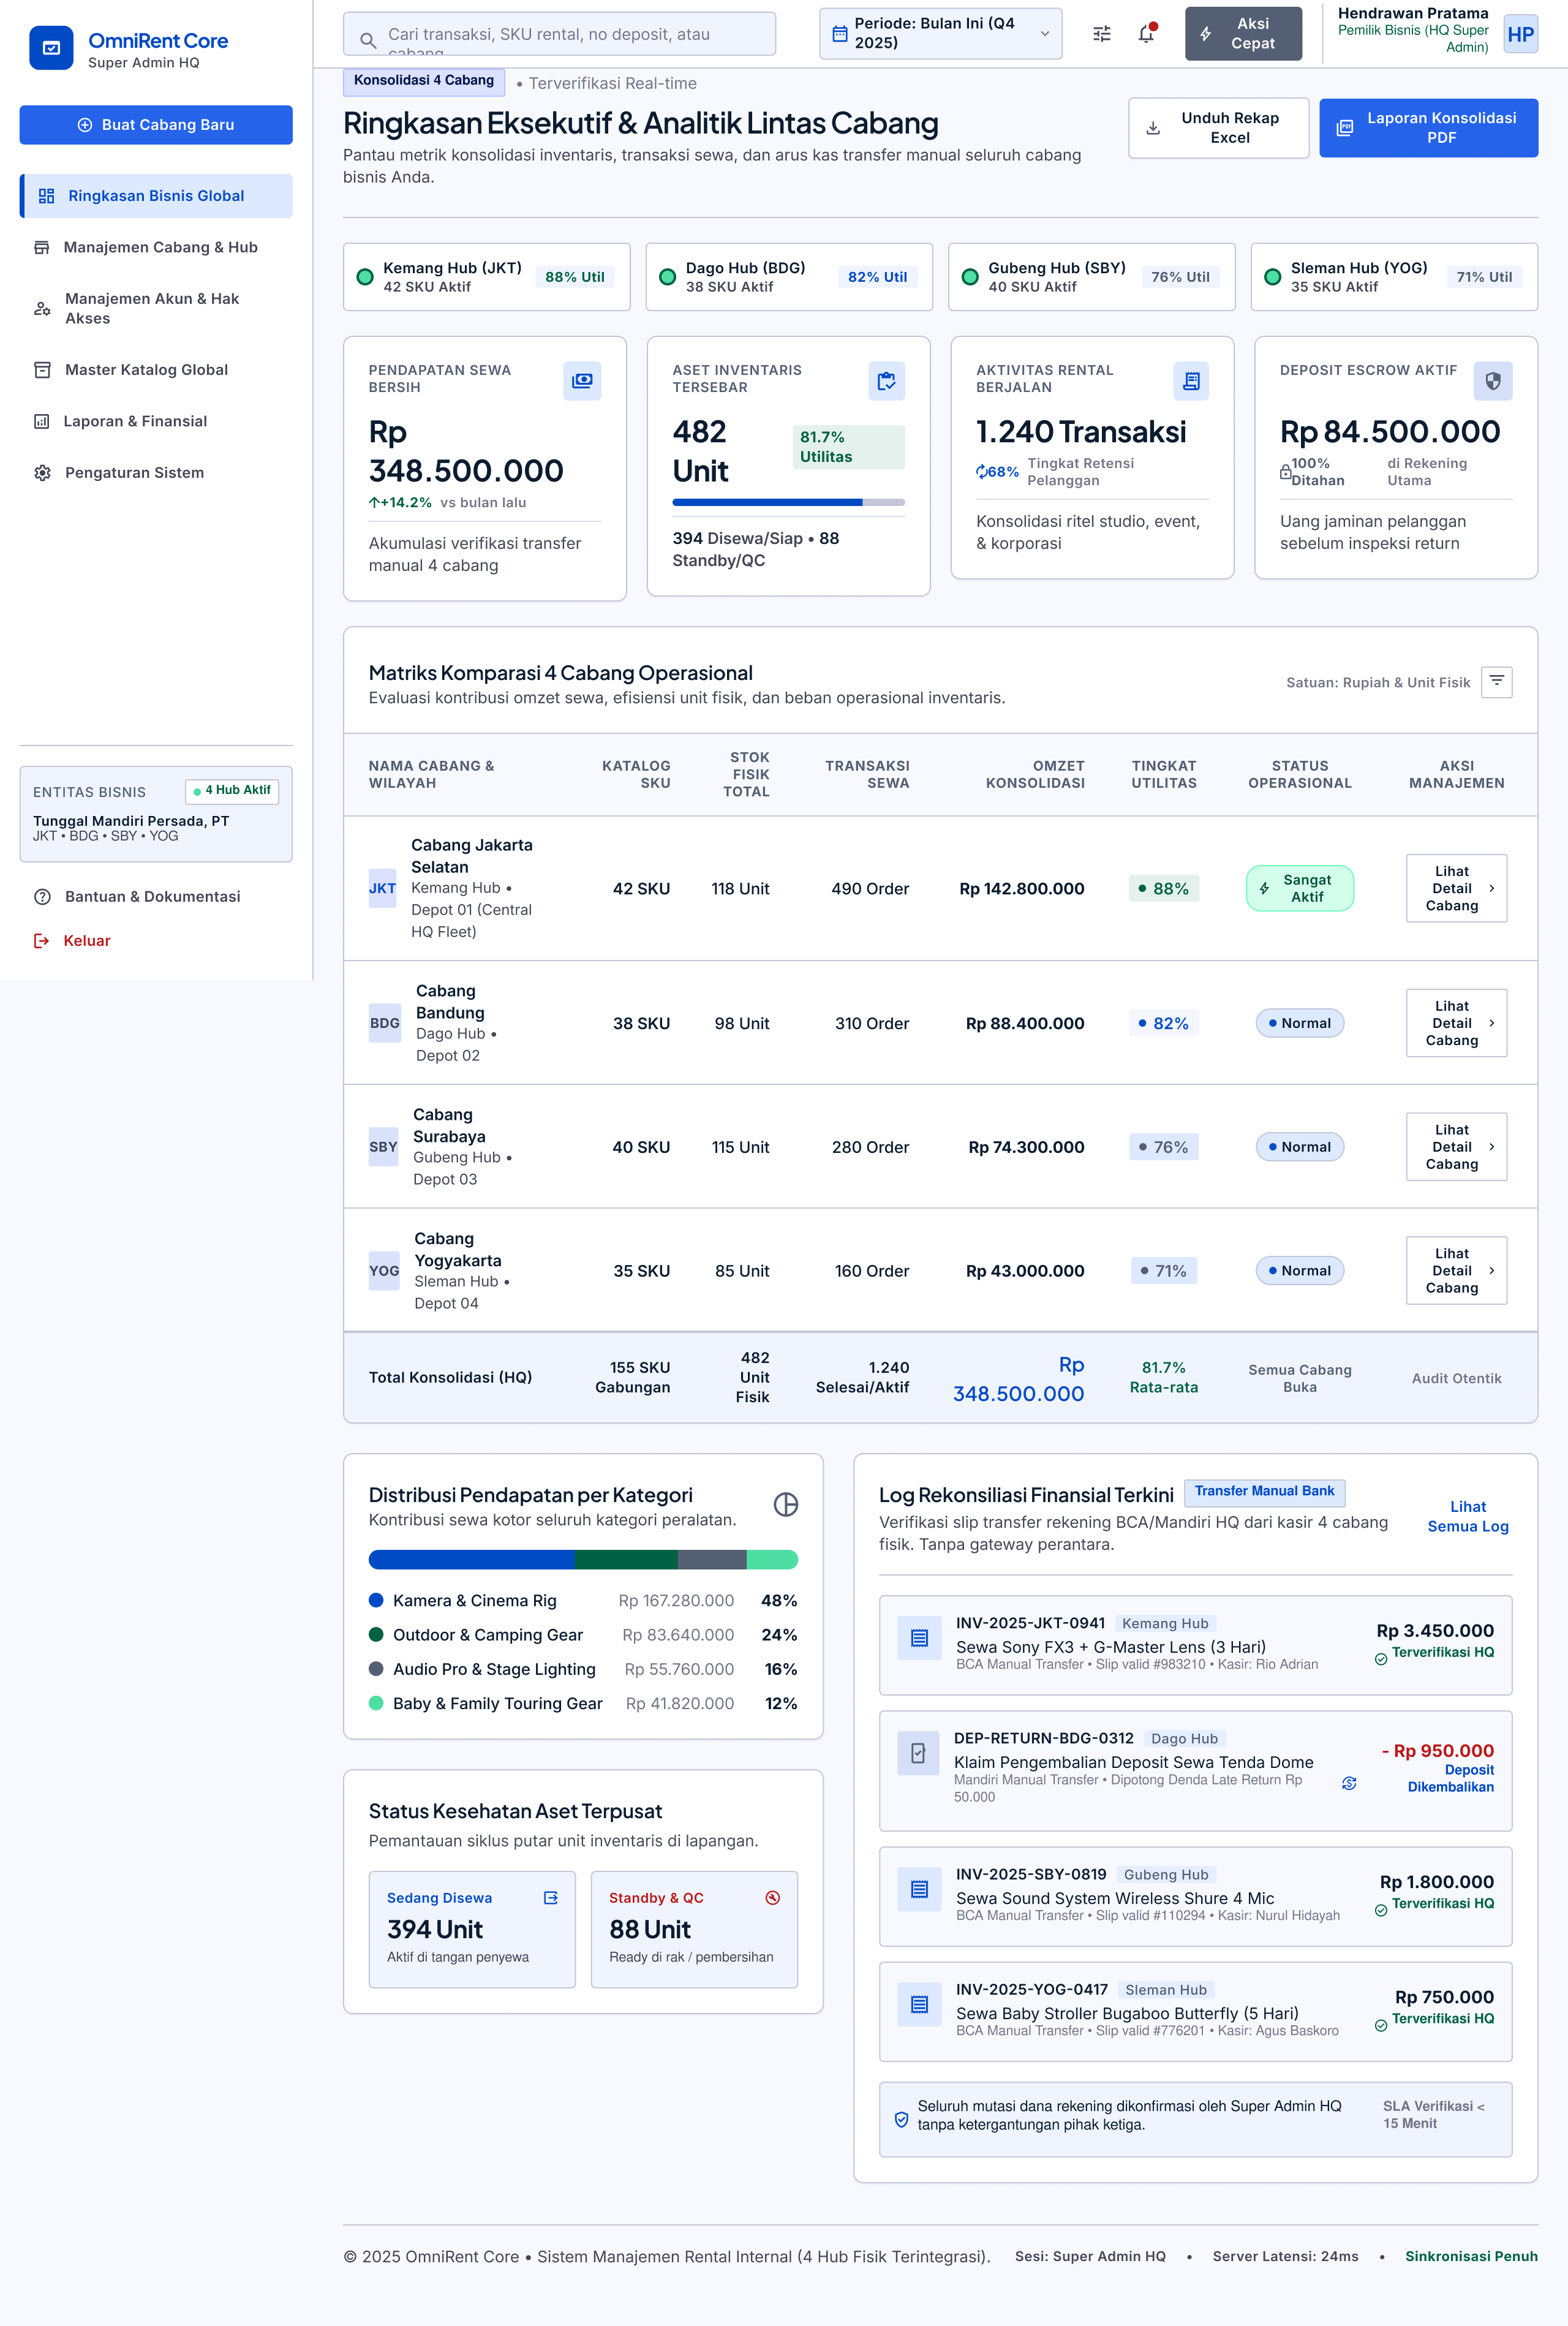 OmniRent Core
Super Admin HQ
Buat Cabang Baru
Ringkasan Bisnis Global
Manajemen Cabang & Hub
Manajemen Akun & Hak
Akses
Master Katalog Global
Laporan & Finansial
Pengaturan Sistem
ENTITAS BISNIS
4 Hub Aktif
Tunggal Mandiri Persada, PT
JKT • BDG • SBY • YOG
Bantuan & Dokumentasi
Keluar
Cari transaksi, SKU rental, no deposit, atau
cabang
Periode: Bulan Ini (Q4
2025)
Aksi
Cepat
Hendrawan Pratama
Pemilik Bisnis (HQ Super
Admin)
HP
Konsolidasi 4 Cabang
• Terverifikasi Real-time
Ringkasan Eksekutif & Analitik Lintas Cabang
Pantau metrik konsolidasi inventaris, transaksi sewa, dan arus kas transfer manual seluruh cabang
bisnis Anda.
Unduh Rekap
Excel
Laporan Konsolidasi
PDF
Kemang Hub (JKT)
42 SKU Aktif
88% Util
Dago Hub (BDG)
38 SKU Aktif
82% Util
Gubeng Hub (SBY)
40 SKU Aktif
76% Util
Sleman Hub (YOG)
35 SKU Aktif
71% Util
PENDAPATAN SEWA
BERSIH
Rp
348.500.000
+14.2% vs bulan lalu
Akumulasi verifikasi transfer
manual 4 cabang
ASET INVENTARIS
TERSEBAR
482
Unit
81.7%
Utilitas
394 Disewa/Siap • 88
Standby/QC
AKTIVITAS RENTAL
BERJALAN
1.240 Transaksi
68%
Tingkat Retensi
Pelanggan
Konsolidasi ritel studio, event,
& korporasi
DEPOSIT ESCROW AKTIF
Rp 84.500.000
100%
Ditahan
di Rekening
Utama
Uang jaminan pelanggan
sebelum inspeksi return
Matriks Komparasi 4 Cabang Operasional
Evaluasi kontribusi omzet sewa, efisiensi unit fisik, dan beban operasional inventaris.
Satuan: Rupiah & Unit Fisik
NAMA CABANG &
WILAYAH
KATALOG
SKU
STOK
FISIK
TOTAL
TRANSAKSI
SEWA
OMZET
KONSOLIDASI
TINGKAT
UTILITAS
STATUS
OPERASIONAL
AKSI
MANAJEMEN
JKT
Cabang Jakarta
Selatan
Kemang Hub •
Depot 01 (Central
HQ Fleet)
42 SKU
118 Unit
490 Order
Rp 142.800.000
88%
Sangat
Aktif
Lihat
Detail
Cabang
BDG
Cabang
Bandung
Dago Hub •
Depot 02
38 SKU
98 Unit
310 Order
Rp 88.400.000
82%
Normal
Lihat
Detail
Cabang
SBY
Cabang
Surabaya
Gubeng Hub •
Depot 03
40 SKU
115 Unit
280 Order
Rp 74.300.000
76%
Normal
Lihat
Detail
Cabang
YOG
Cabang
Yogyakarta
Sleman Hub •
Depot 04
35 SKU
85 Unit
160 Order
Rp 43.000.000
71%
Normal
Lihat
Detail
Cabang
Total Konsolidasi (HQ)
155 SKU
Gabungan
482
Unit
Fisik
1.240
Selesai/Aktif
Rp
348.500.000
81.7%
Rata-rata
Semua Cabang
Buka
Audit Otentik
Distribusi Pendapatan per Kategori
Kontribusi sewa kotor seluruh kategori peralatan.
Kamera & Cinema Rig Rp 167.280.000 48%
Outdoor & Camping Gear Rp 83.640.000 24%
Audio Pro & Stage Lighting Rp 55.760.000 16%
Baby & Family Touring Gear Rp 41.820.000 12%
Status Kesehatan Aset Terpusat
Pemantauan siklus putar unit inventaris di lapangan.
Sedang Disewa
394 Unit
Aktif di tangan penyewa
Standby & QC
88 Unit
Ready di rak / pembersihan
Log Rekonsiliasi Finansial Terkini
Transfer Manual Bank
Verifikasi slip transfer rekening BCA/Mandiri HQ dari kasir 4 cabang
fisik. Tanpa gateway perantara.
Lihat
Semua Log
INV-2025-JKT-0941 Kemang Hub
Sewa Sony FX3 + G-Master Lens (3 Hari)
BCA Manual Transfer • Slip valid #983210 • Kasir: Rio Adrian
Rp 3.450.000
Terverifikasi HQ
DEP-RETURN-BDG-0312 Dago Hub
Klaim Pengembalian Deposit Sewa Tenda Dome
Mandiri Manual Transfer • Dipotong Denda Late Return Rp
50.000
- Rp 950.000
Deposit
Dikembalikan
INV-2025-SBY-0819 Gubeng Hub
Sewa Sound System Wireless Shure 4 Mic
BCA Manual Transfer • Slip valid #110294 • Kasir: Nurul Hidayah
Rp 1.800.000
Terverifikasi HQ
INV-2025-YOG-0417 Sleman Hub
Sewa Baby Stroller Bugaboo Butterfly (5 Hari)
BCA Manual Transfer • Slip valid #776201 • Kasir: Agus Baskoro
Rp 750.000
Terverifikasi HQ
Seluruh mutasi dana rekening dikonfirmasi oleh Super Admin HQ
tanpa ketergantungan pihak ketiga.
SLA Verifikasi <
15 Menit
© 2025 OmniRent Core • Sistem Manajemen Rental Internal (4 Hub Fisik Terintegrasi).
Sesi: Super Admin HQ • Server Latensi: 24ms • Sinkronisasi Penuh